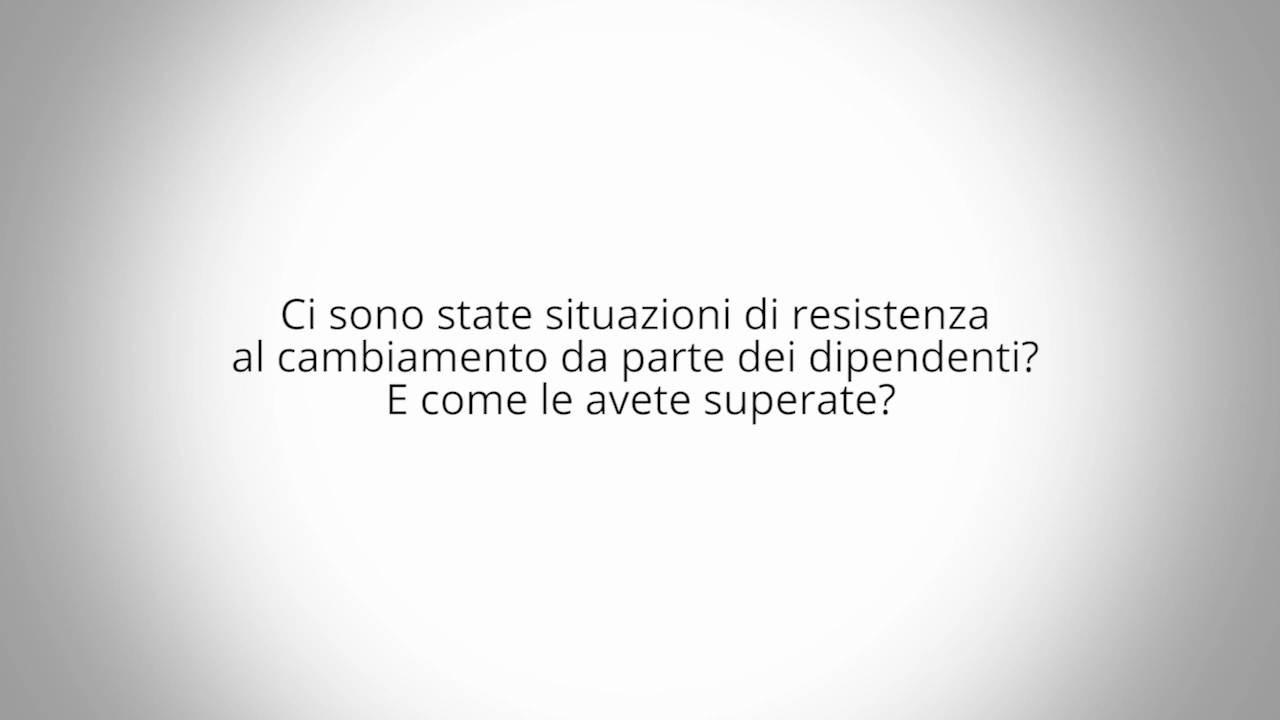 Ci sono state situazioni di resistenza
al cambiamento da parte dei dipendenti?
E come le avete superate?